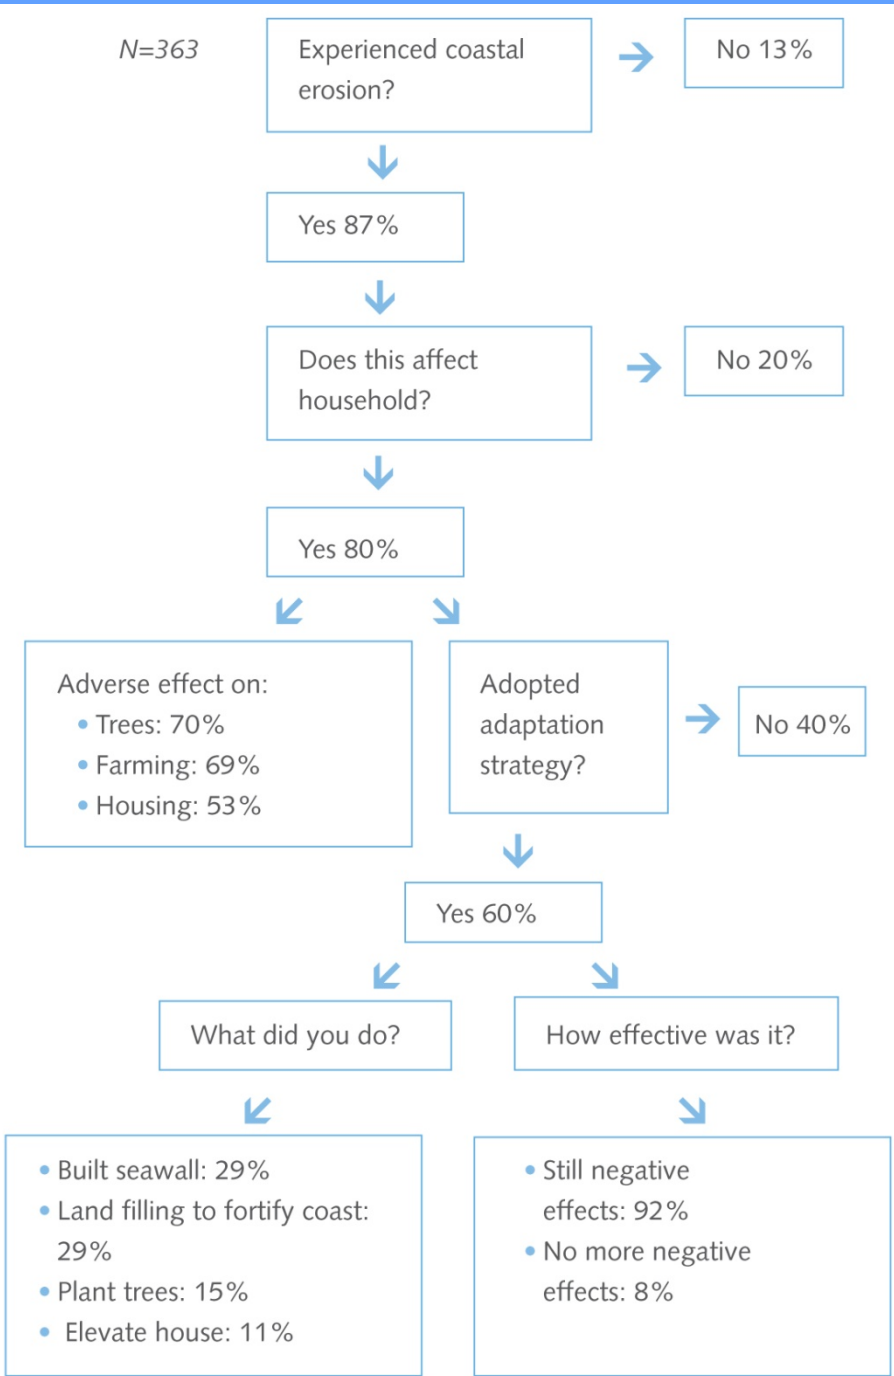 N=363
Experienced coastal
erosion?
No 13%
Yes 87%
Does this affect
household?
No 20%
Yes 80%
Adverse effect on:
• Trees: 70%
• Farming: 69%
• Housing: 53%
Adopted
adaptation
strategy?
No 40%
Yes 60%
What did you do?
How effective was it?
• Built seawall: 29%
• Land filling to fortify coast:
29%
• Plant trees: 15%
• Elevate house: 11%
• Still negative
effects: 92%
• No more negative
effects: 8%